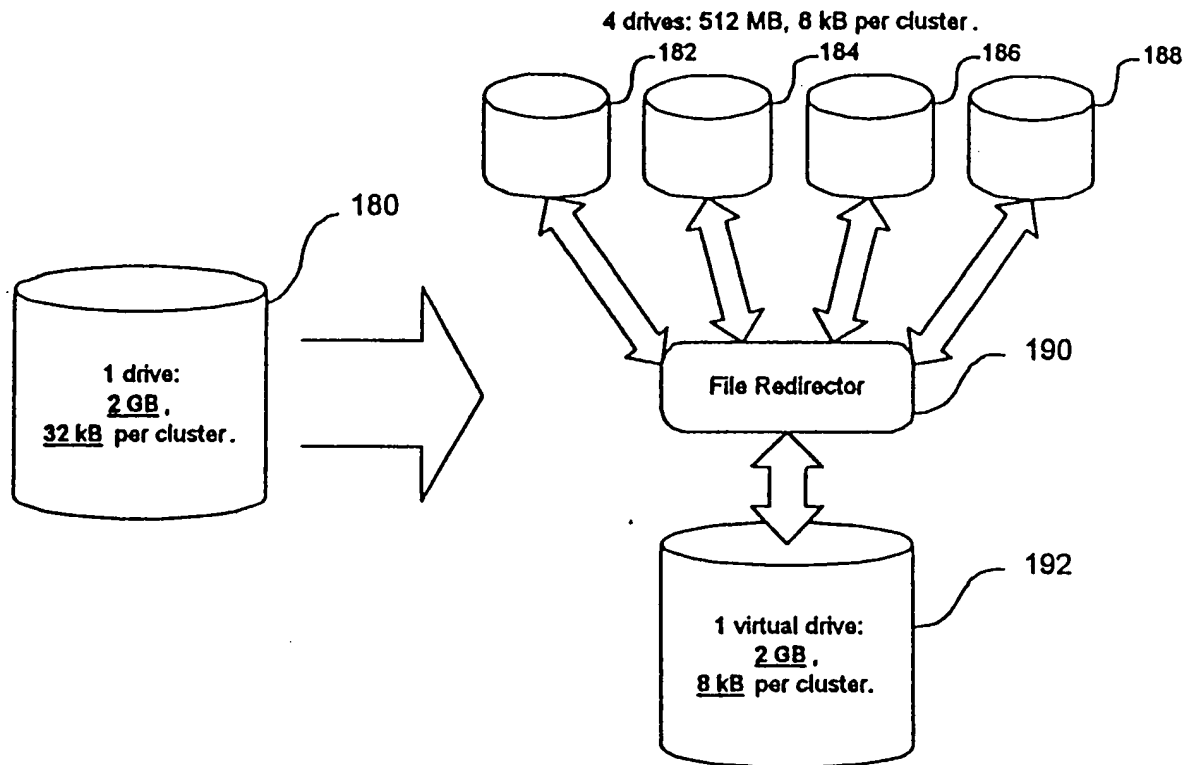 4 drives: 512 MB, 8 kB per cluster.
182
184
186
188
180
1 drive:
2 GB,
32 kB per cluster.
File Redirector
190
192
1 virtual drive:
2 GB,
8 kB per cluster.